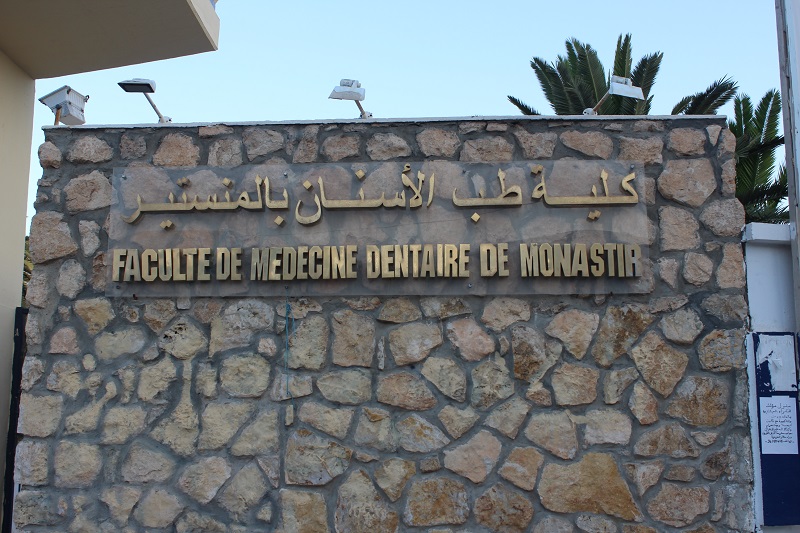 كلية طب الأسنان بالمنستير
FACULTE DE MEDECINE DENTAIRE DE MONASTIR